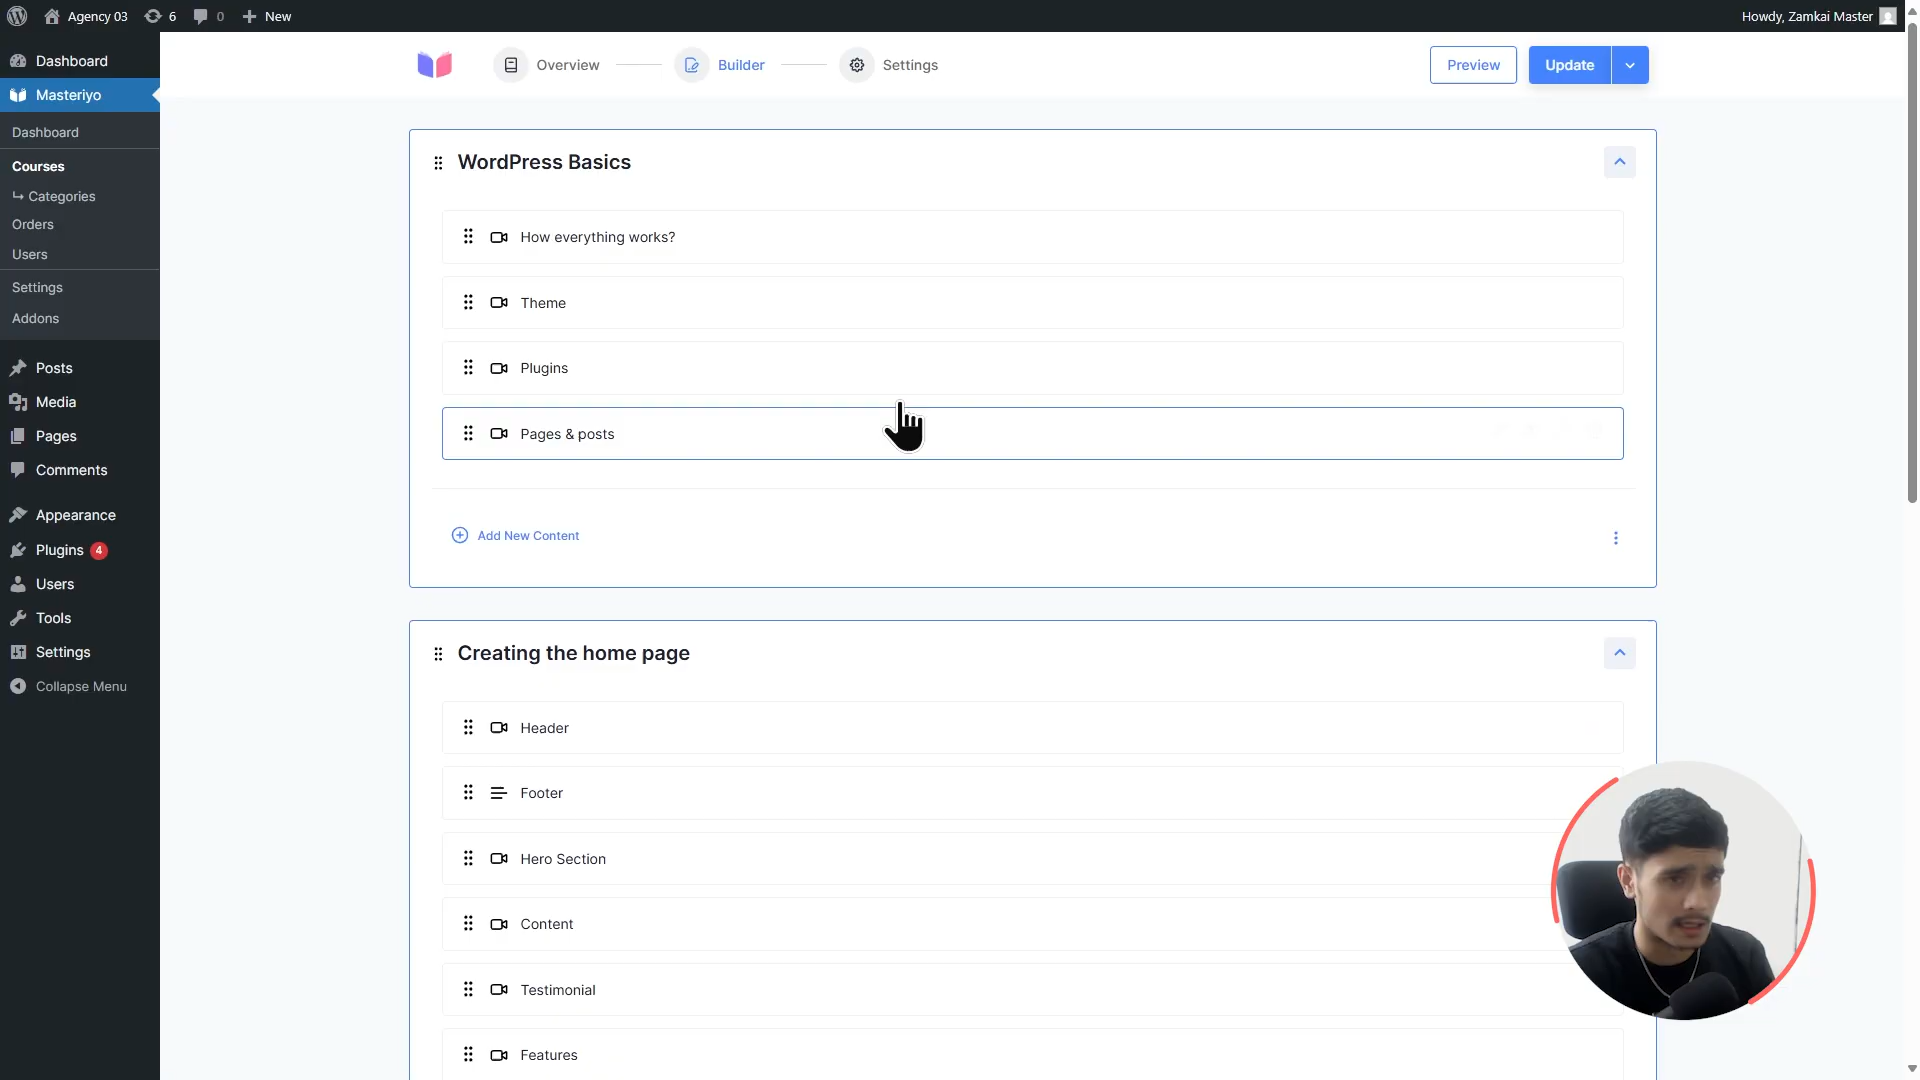 Agency 03
6
0
New
Howdy, Zamkai Master
Dashboard
Masteriyo
Dashboard
Courses
Categories
Orders
Users
Settings
Addons
Posts
Media
Pages
Comments
Appearance
Plugins 4
Users
Tools
Settings
Collapse Menu
Overview
Builder
Settings
Preview
Update
WordPress Basics
How everything works?
Theme
Plugins
Pages & posts
Add New Content
Creating the home page
Header
Footer
Hero Section
Content
Testimonial
Features